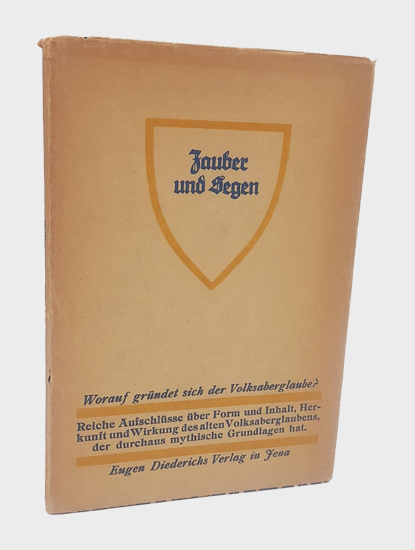 Zauber
und Segen
Worauf gründet sich der Volksaberglaube?
Reiche Aufschlüsse über Form und Inhalt, Her-
kunft und Wirkung des alten Volksaberglaubens,
der durchaus mythische Grundlagen hat.
Eugen Diederichs Verlag in Jena